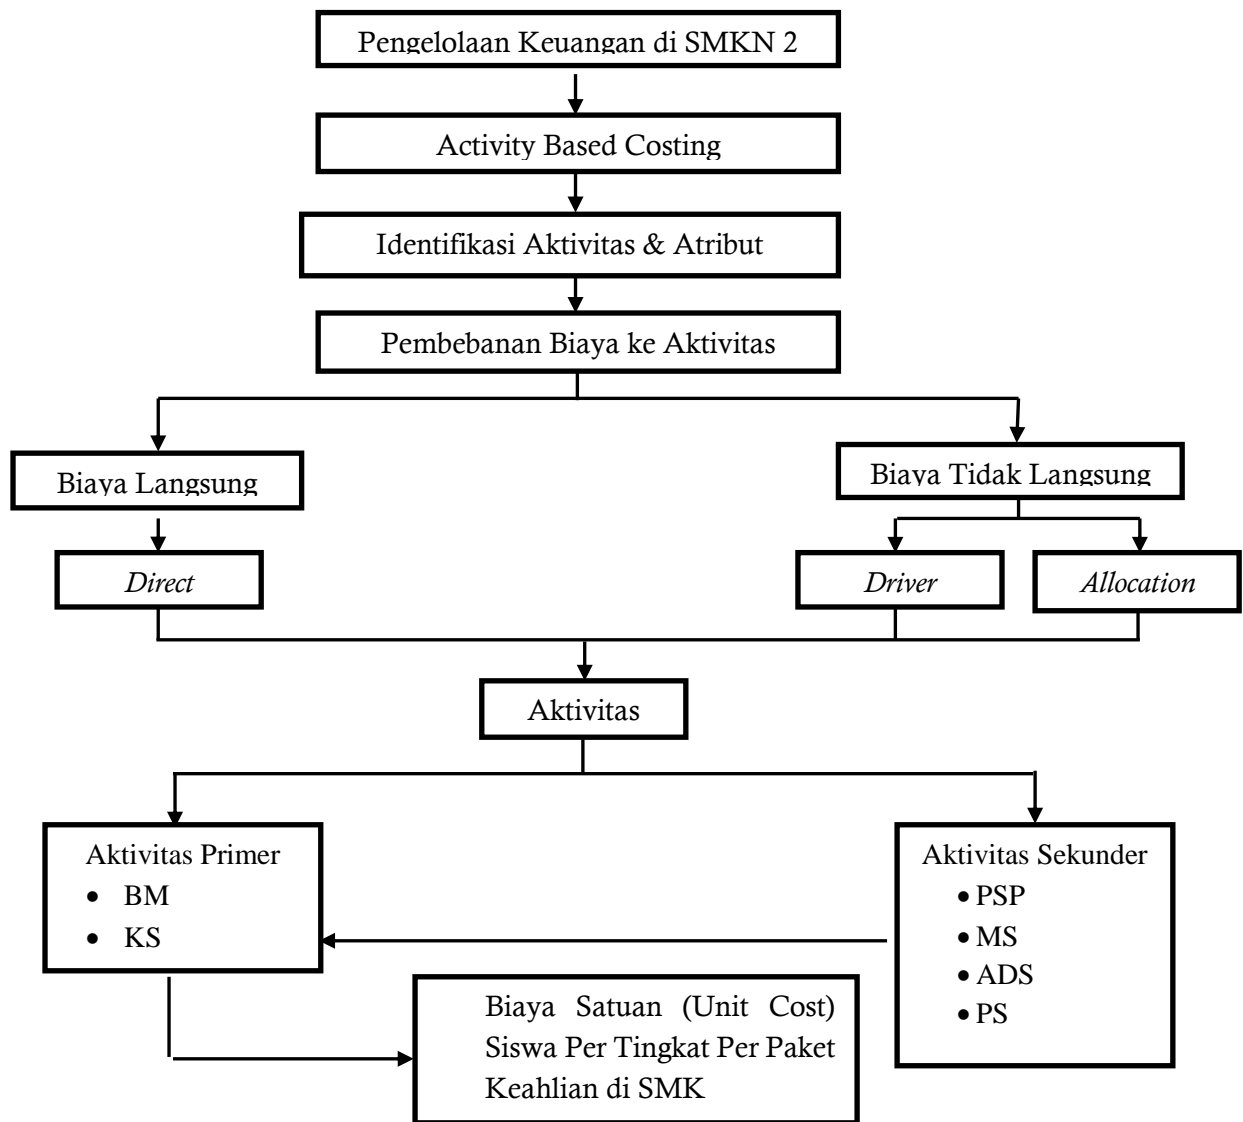 Pengelolaan Keuangan di SMKN 2
Activity Based Costing
Identifikasi Aktivitas & Atribut
Pembebanan Biaya ke Aktivitas
Biaya Langsung
Biaya Tidak Langsung
Direct
Driver
Allocation
Aktivitas
Aktivitas Primer
• BM
• KS
Aktivitas Sekunder
• PSP
• MS
• ADS
• PS
Biaya Satuan (Unit Cost)
Siswa Per Tingkat Per Paket
Keahlian di SMK